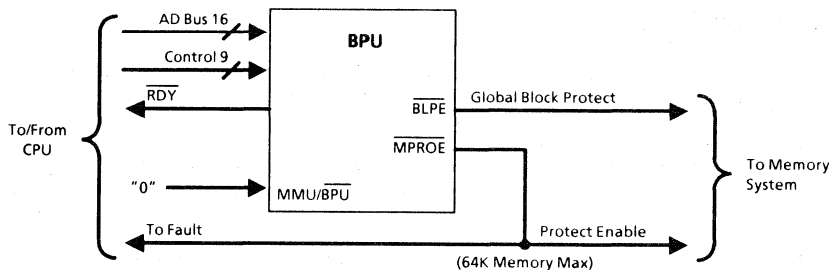 AD Bus 16
BPU
Control 9
RDY
BLPE
Global Block Protect
To/From
CPU
MPROE
To Memory
System
"0"
MMU/BPU
To Fault
Protect Enable
(64K Memory Max)